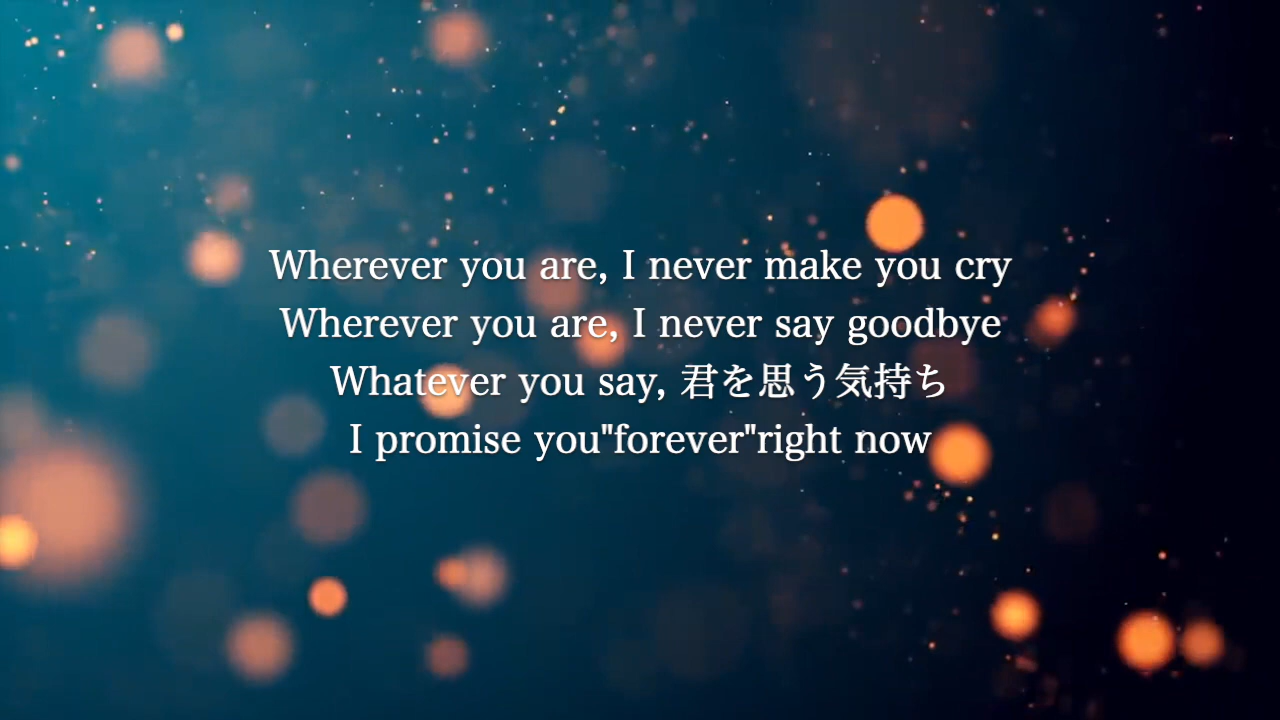 Wherever you are, I never make you cry
Wherever you are, I never say goodbye
Whatever you say, 君を思う気持ち
I promise you"forever"right now